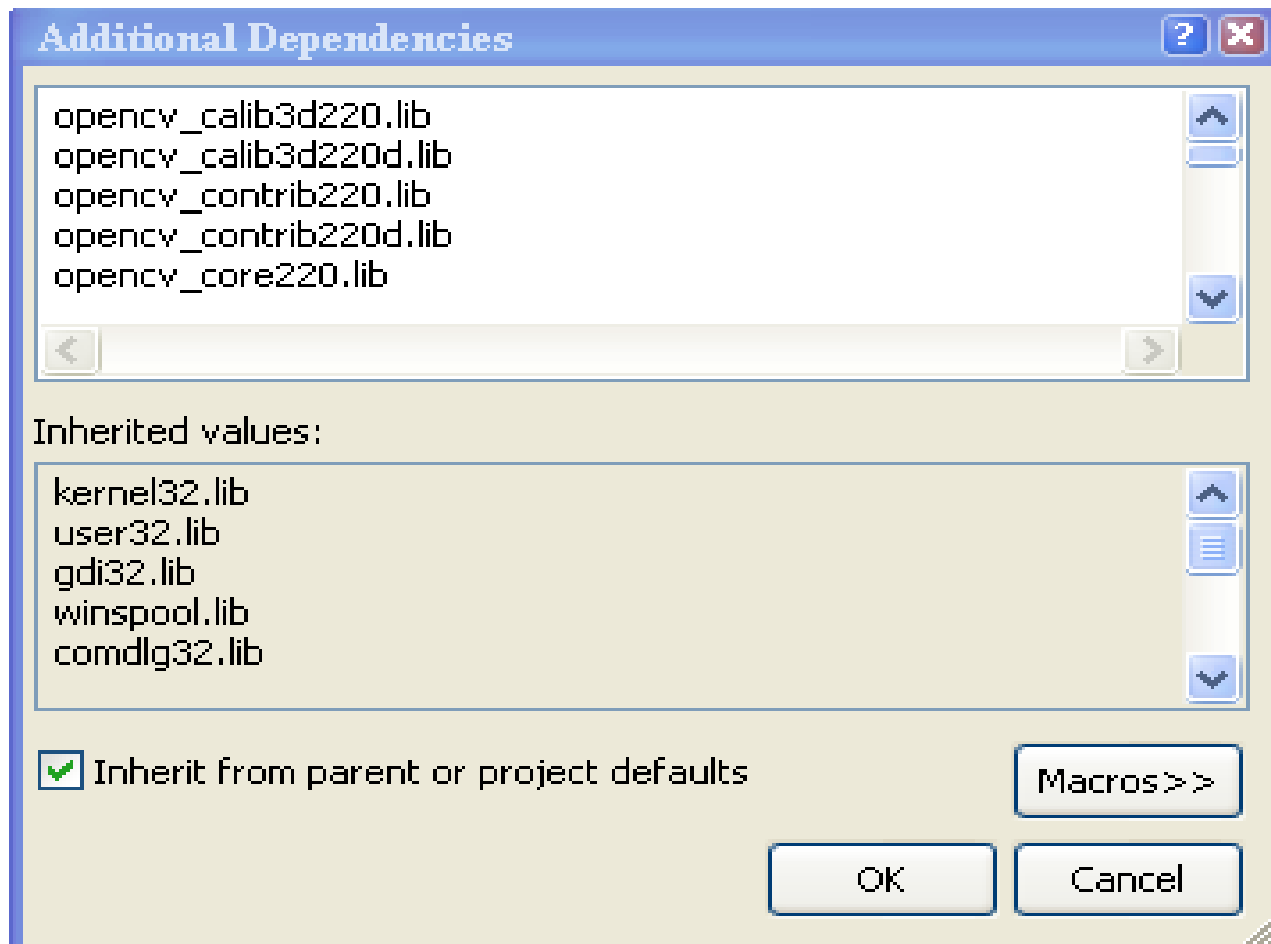 Additional Dependencies
opencv_calib3d220.lib
opencv_calib3d220d.lib
opencv_contrib220.lib
opencv_contrib220d.lib
opencv_core220.lib
Inherited values:
kernel32.lib
user32.lib
gdi32.lib
winspool.lib
comdlg32.lib
Inherit from parent or project defaults
Macros>>
OK
Cancel